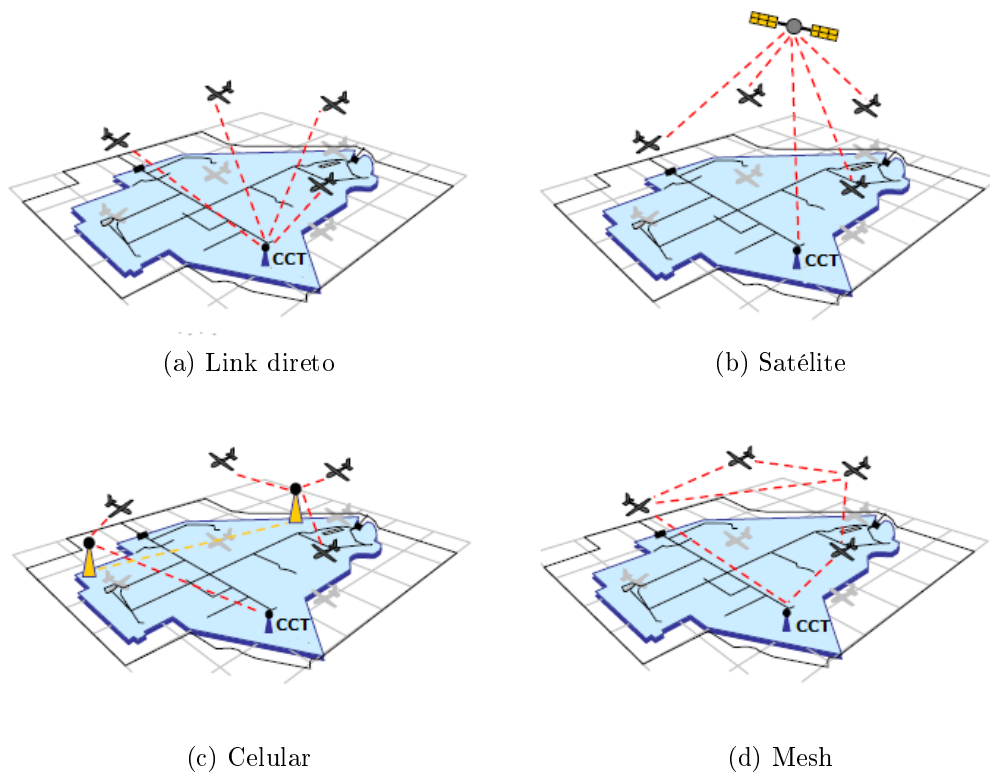 CCT
CCT
(a) Link direto
(b) Satélite
CCT
CCT
(c) Celular
(d) Mesh